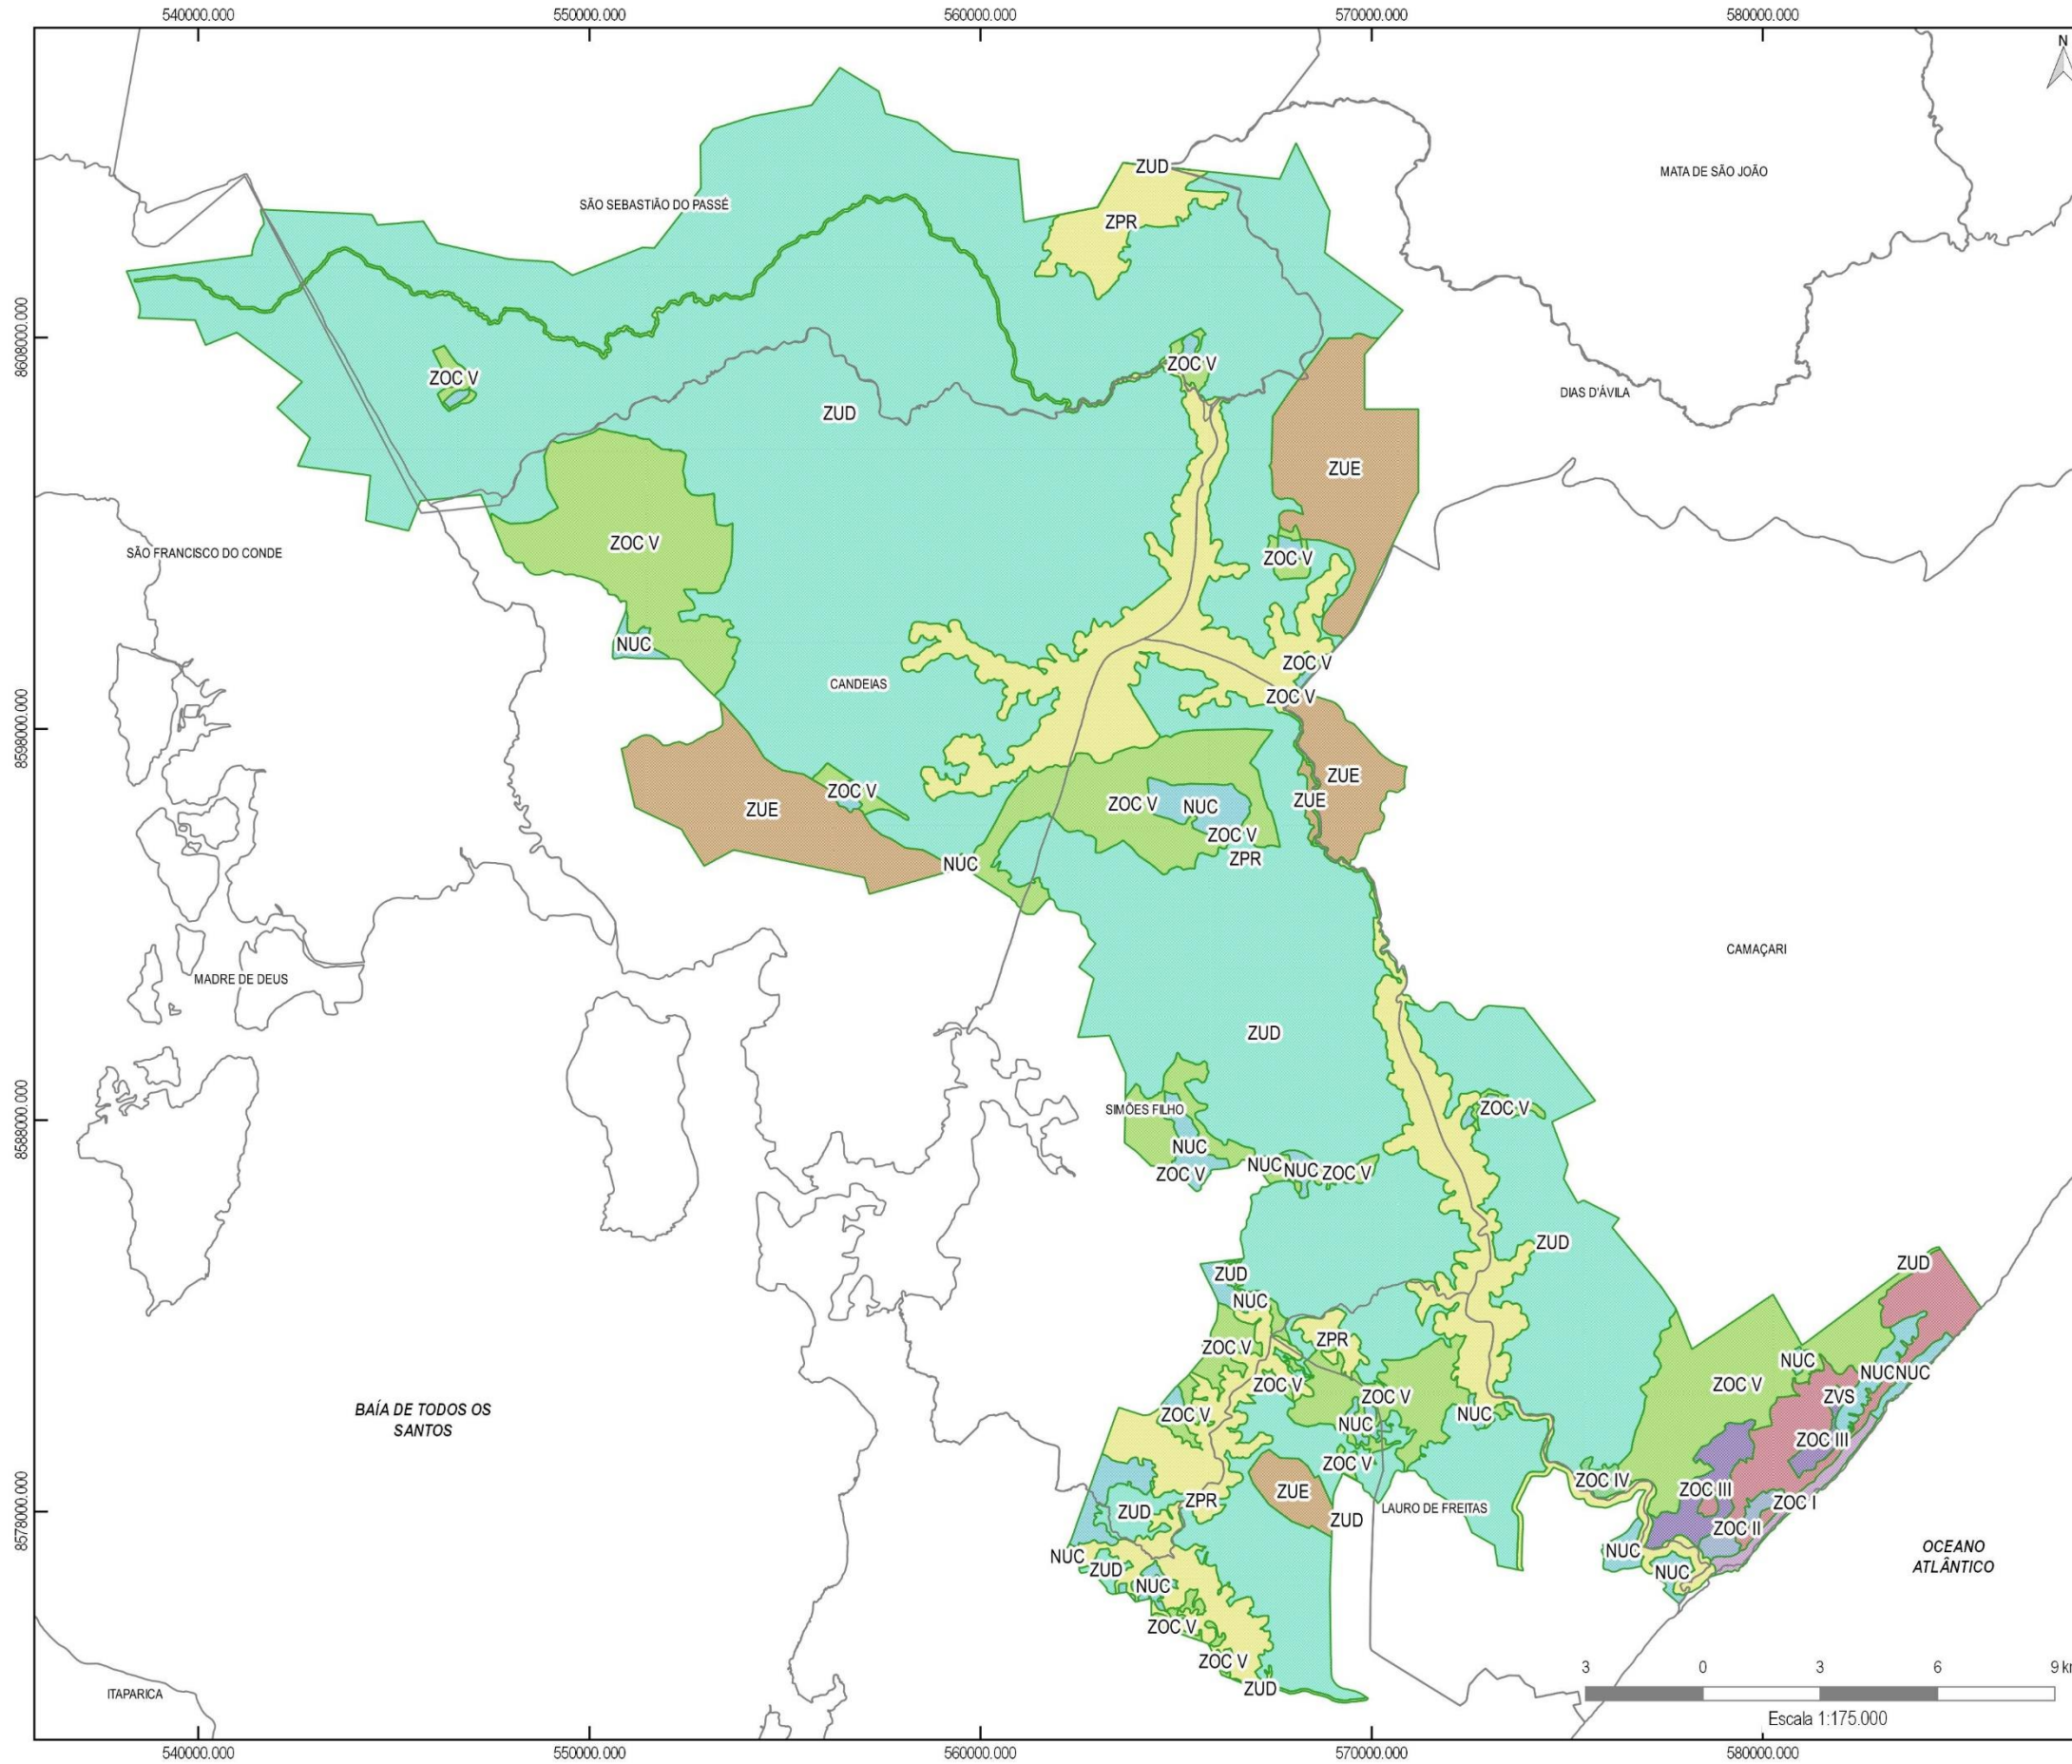 540000.000
550000.000
560000.000
570000.000
580000.000
N
ZUD
MATA DE SÃO JOÃO
SÃO SEBASTIÃO DO PASSÉ
ZPR
8608000.000
ZOC V
ZOC V
DIAS D'ÁVILA
ZUD
ZUE
ZOC V
SÃO FRANCISCO DO CONDE
ZOC V
NUC
ZOC V
CANDEIAS
ZOC V
8598000.000
ZUE
ZOC V
ZUE
ZOC V
NUC
ZUE
ZOC V
ZPR
NUC
CAMAÇARI
MADRE DE DEUS
ZUD
8588000.000
SIMÕES FILHO
ZOC V
NUC
NUC
NUC
ZOC V
ZOC V
ZUD
ZUD
ZUD
NUC
ZPR
ZOC V
NUC
NUC
NUC
ZOC V
ZOC V
ZOC V
ZVS
BAÍA DE TODOS OS
SANTOS
ZOC V
NUC
NUC
ZOC III
ZOC V
ZOC IV
ZOC III
8578000.000
ZUE
ZPR
ZOC I
LAURO DE FREITAS
ZUD
ZUD
ZOC II
NUC
NUC
OCEANO
ATLÂNTICO
ZUD
NUC
NUC
ZOC V
ZOC V
ZUD
ITAPARICA
3
0
3
6
9 k
Escala 1:175.000
540000.000
550000.000
560000.000
570000.000
580000.000